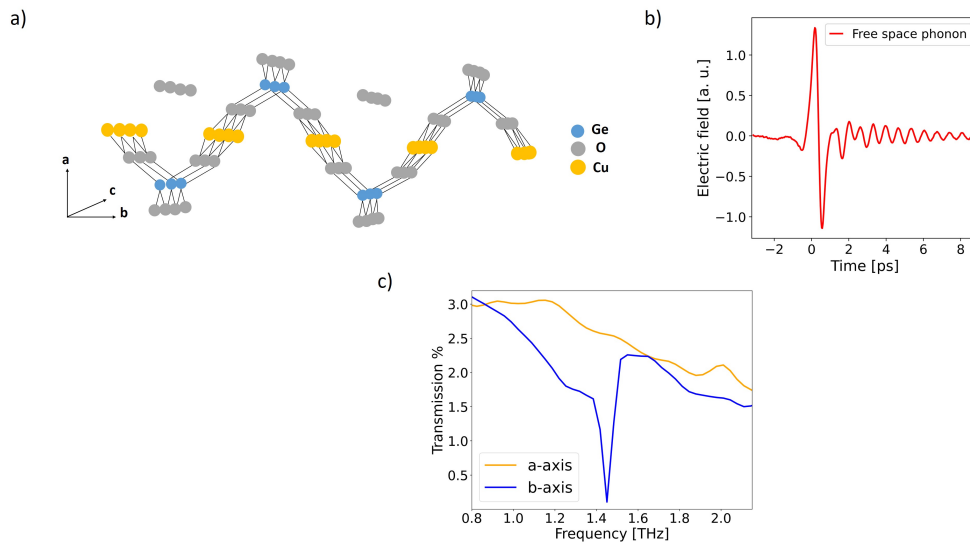 a)
b)
Ge
O
Cu
a
c
b
Free space phonon
Electric field [a. u.]
1.0
0.5
0.0
−0.5
−1.0
−2
0
2
4
6
8
Time [ps]
c)
Transmission %
3.0
2.5
2.0
1.5
1.0
0.5
a-axis
b-axis
0.8
1.0
1.2
1.4
1.6
1.8
2.0
Frequency [THz]